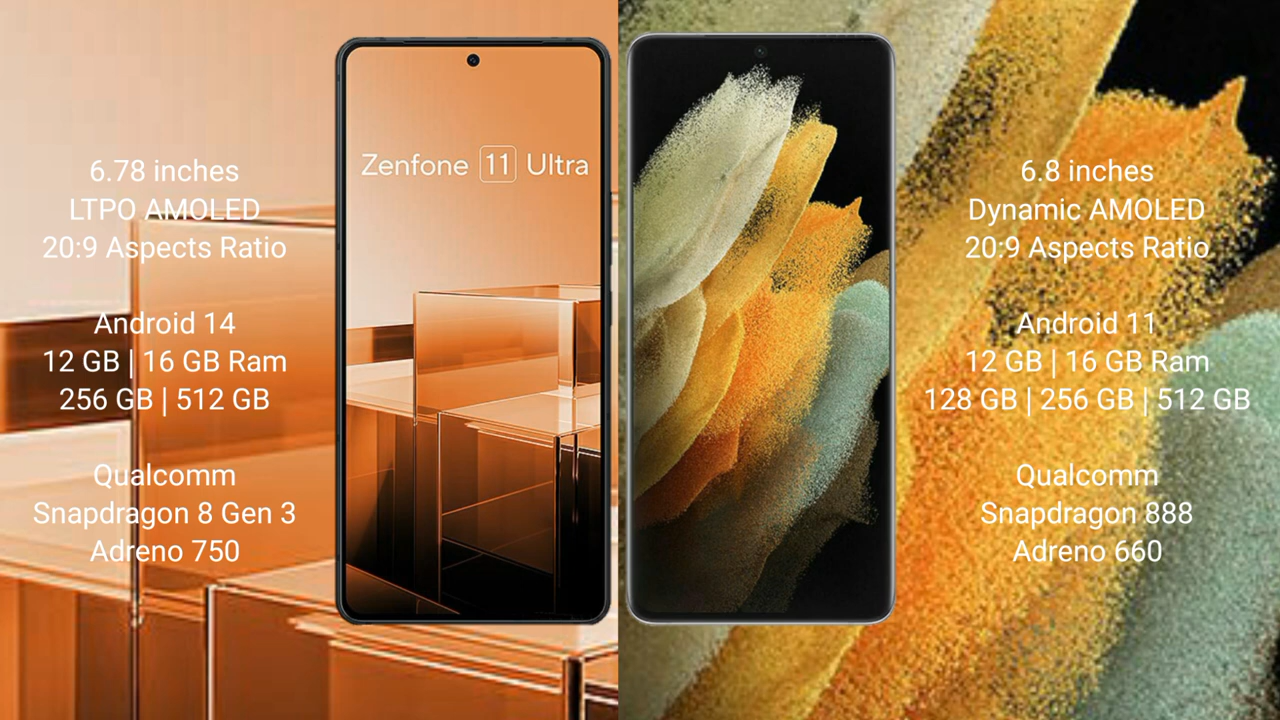 6.78 inches
LTPO AMOLED
20:9 Aspects Ratio
Android 14
12 GB | 16 GB Ram
256 GB | 512 GB
Qualcomm
Snapdragon 8 Gen 3
Adreno 750
Zenfone 11 Ultra
6.8 inches
Dynamic AMOLED
20:9 Aspects Ratio
Android 11
12 GB | 16 GB Ram
128 GB | 256 GB | 512 GB
Qualcomm
Snapdragon 888
Adreno 660